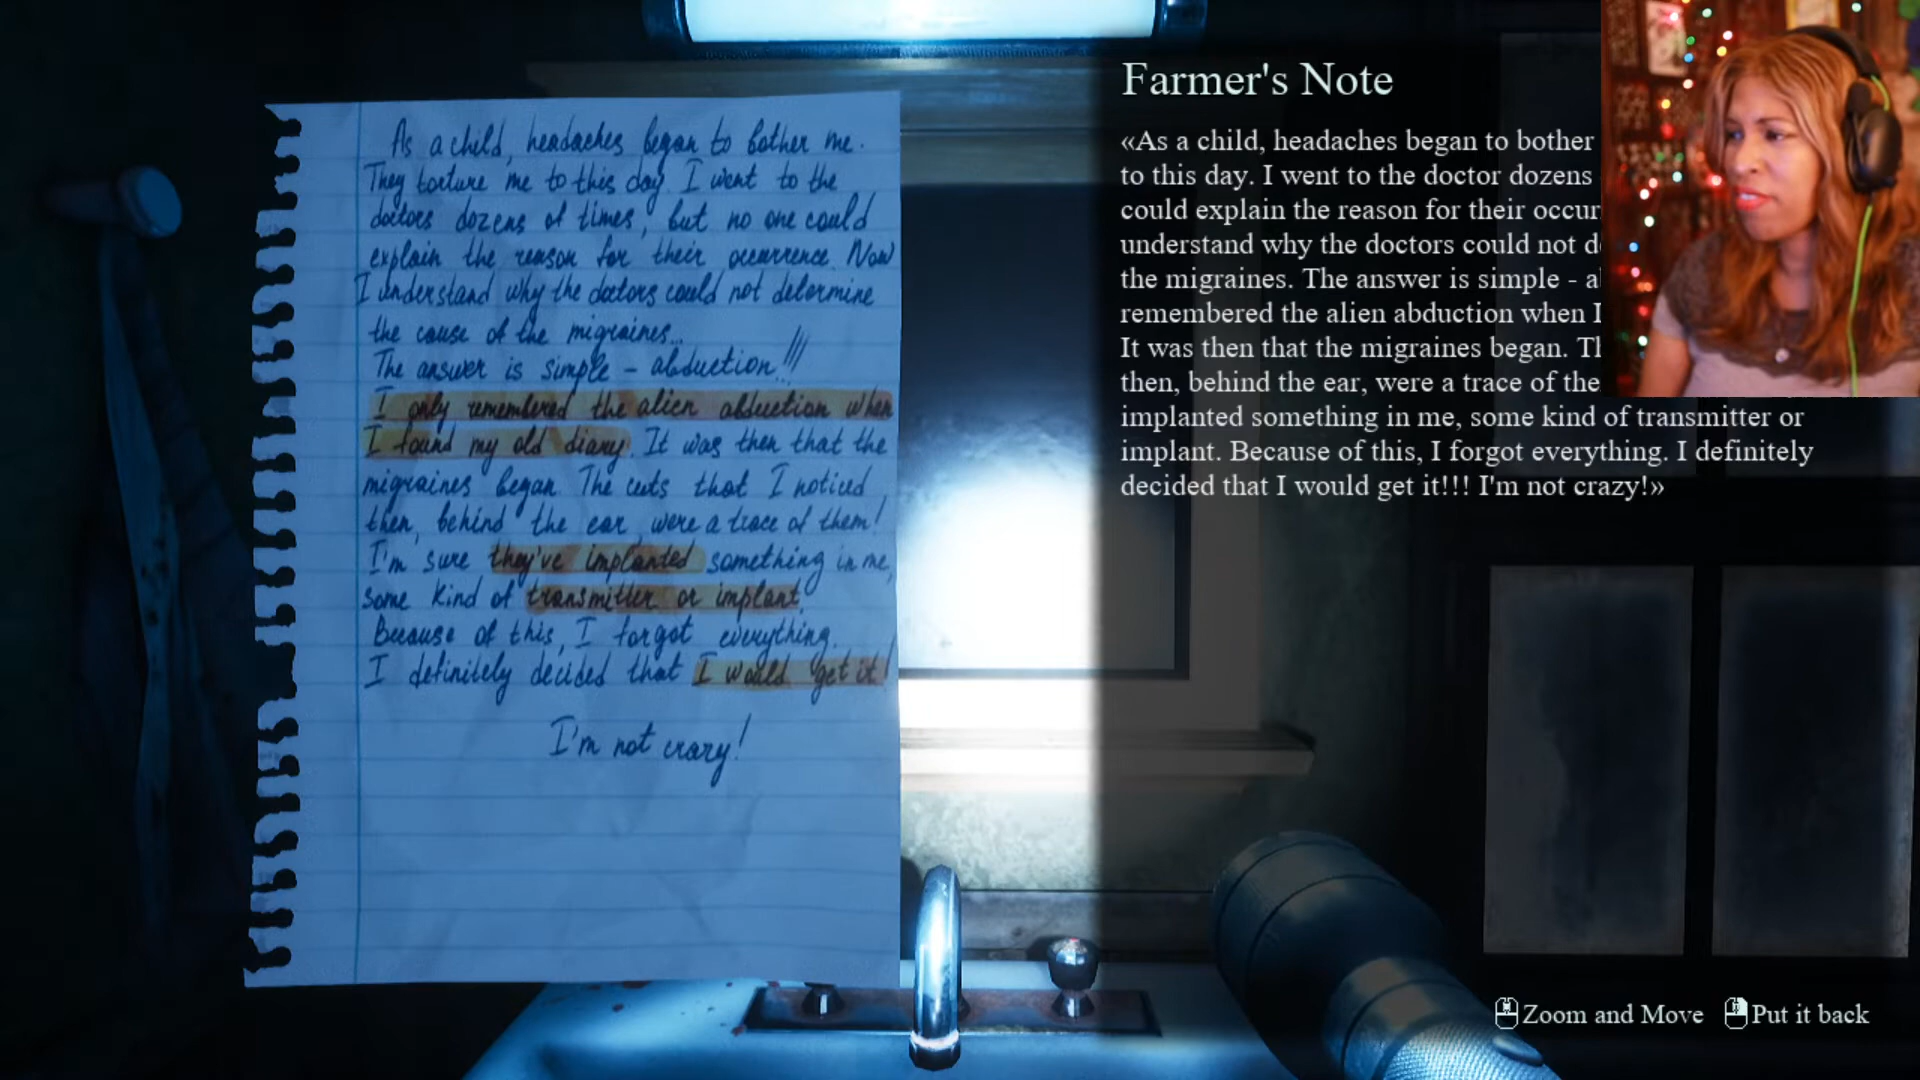 As a child, headaches began to bother me.
They torture me to this day. I went to the
doctors dozens of times, but no one could
explain the reason for their occurrence. Now
I understand why the doctors could not determine
the cause of the migraines...
The answer is simple - abduction!!!
I only remembered the alien abduction when
I found my old diary. It was then that the
migraines began. The cuts that I noticed
then, behind the ear, were a trace of them!
I'm sure they've implanted something in me,
some kind of transmitter or implant.
Because of this, I forgot everything.
I definitely decided that I would get it!
I'm not crazy!
Farmer's Note
«As a child, headaches began to bother
to this day. I went to the doctor dozens
could explain the reason for their
understand why the doctors could not
the migraines. The answer is simple -
remembered the alien abduction when I
It was then that the migraines began.
then, behind the ear, were a trace of
implanted something in me, some kind of transmitter or
implant. Because of this, I forgot everything. I definitely
decided that I would get it!!! I'm not crazy!»
Zoom and Move Put it back